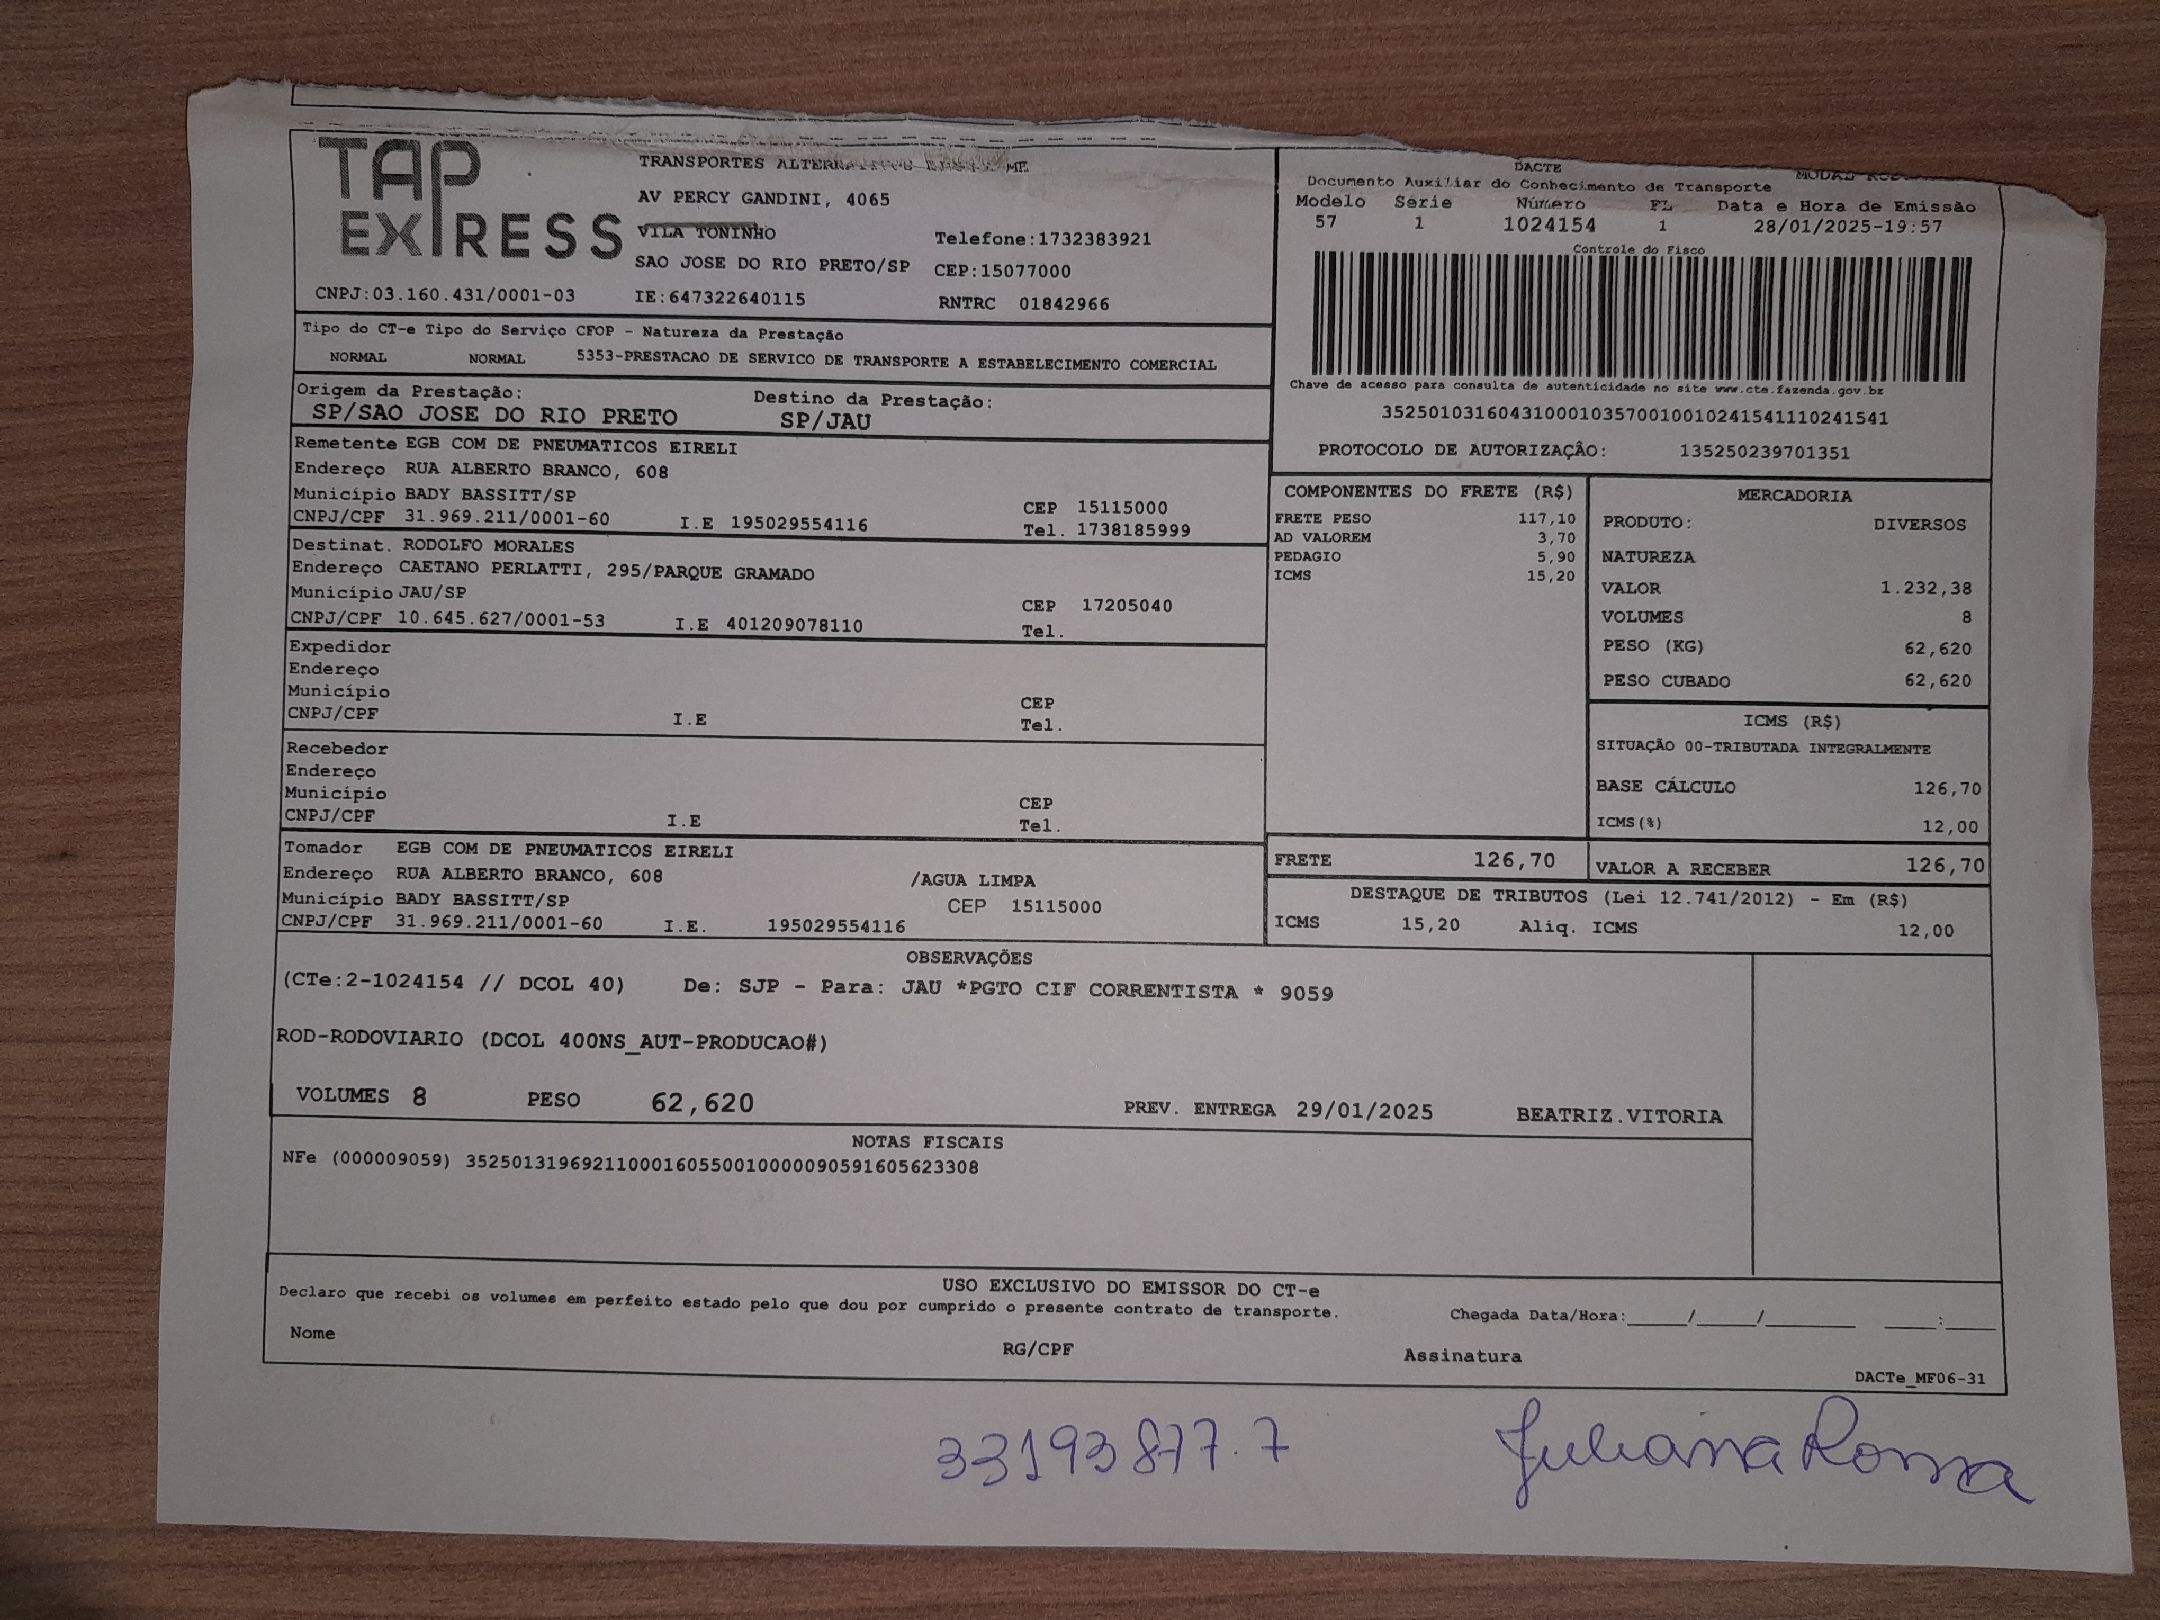 TAP
EXPRESS
TRANSPORTES ME
AV PERCY GANDINI, 4065
VILA TONINHO
Telefone:1732383921
SAO JOSE DO RIO PRETO/SP CEP:15077000
CNPJ:03.160.431/0001-03 IE:647322640115 RNTRC 01842966
DACTE
Documento Auxiliar do Conhecimento de Transporte
Modelo Serie Número FL Data e Hora de Emissão
57 1 1024154 1 28/01/2025-19:57
Controle do Fisco
Chave de acesso para consulta de autenticidade no site www.cte.fazenda.gov.bz
35250103160431000103570010010241541110241541
PROTOCOLO DE AUTORIZAÇÂO: 135250239701351
Tipo do CT-e Tipo do Serviço CFOP - Natureza da Prestação
NORMAL NORMAL 5353-PRESTACAO DE SERVICO DE TRANSPORTE A ESTABELECIMENTO COMERCIAL
Origem da Prestação: Destino da Prestação:
SP/SAO JOSE DO RIO PRETO SP/JAU
Remetente EGB COM DE PNEUMATICOS EIRELI
Endereço RUA ALBERTO BRANCO, 608
Município BADY BASSITT/SP CEP 15115000
CNPJ/CPF 31.969.211/0001-60 I.E 195029554116 Tel. 1738185999
Destinat. RODOLFO MORALES
Endereço CAETANO PERLATTI, 295/PARQUE GRAMADO
Município JAU/SP CEP 17205040
CNPJ/CPF 10.645.627/0001-53 I.E 401209078110 Tel.
Expedidor
Endereço
Município CEP
CNPJ/CPF I.E Tel.
Recebedor
Endereço
Município CEP
CNPJ/CPF I.E Tel.
Tomador EGB COM DE PNEUMATICOS EIRELI
Endereço RUA ALBERTO BRANCO, 608 /AGUA LIMPA
Município BADY BASSITT/SP CEP 15115000
CNPJ/CPF 31.969.211/0001-60 I.E. 195029554116
COMPONENTES DO FRETE (R$)
FRETE PESO 117,10
AD VALOREM 3,70
PEDAGIO 5,90
ICMS 15,20
MERCADORIA
PRODUTO: DIVERSOS
NATUREZA
VALOR 1.232,38
VOLUMES 8
PESO (KG) 62,620
PESO CUBADO 62,620
ICMS (R$)
SITUAÇÃO 00-TRIBUTADA INTEGRALMENTE
BASE CÁLCULO 126,70
ICMS(%) 12,00
FRETE 126,70 VALOR A RECEBER 126,70
DESTAQUE DE TRIBUTOS (Lei 12.741/2012) - Em (R$)
ICMS 15,20 Aliq. ICMS 12,00
OBSERVAÇÕES
(CTe:2-1024154 // DCOL 40) De: SJP - Para: JAU *PGTO CIF CORRENTISTA * 9059
ROD-RODOVIARIO (DCOL 400NS_AUT-PRODUCAO#)
VOLUMES 8 PESO 62,620 PREV. ENTREGA 29/01/2025 BEATRIZ.VITORIA
NOTAS FISCAIS
NFe (000009059) 35250131969211000160550010000090591605623308
USO EXCLUSIVO DO EMISSOR DO CT-e
Declaro que recebi os volumes em perfeito estado pelo que dou por cumprido o presente contrato de transporte. Chegada Data/Hora:_____/_____/________ _____:_____
Nome RG/CPF Assinatura
DACTe_MF06-31
33193877.7 Juliana Roma